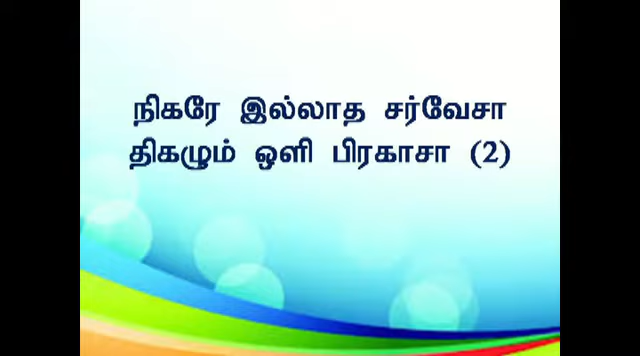 நிகரே இல்லாத சர்வேசா
திகழும் ஒளி பிரகாசா (2)